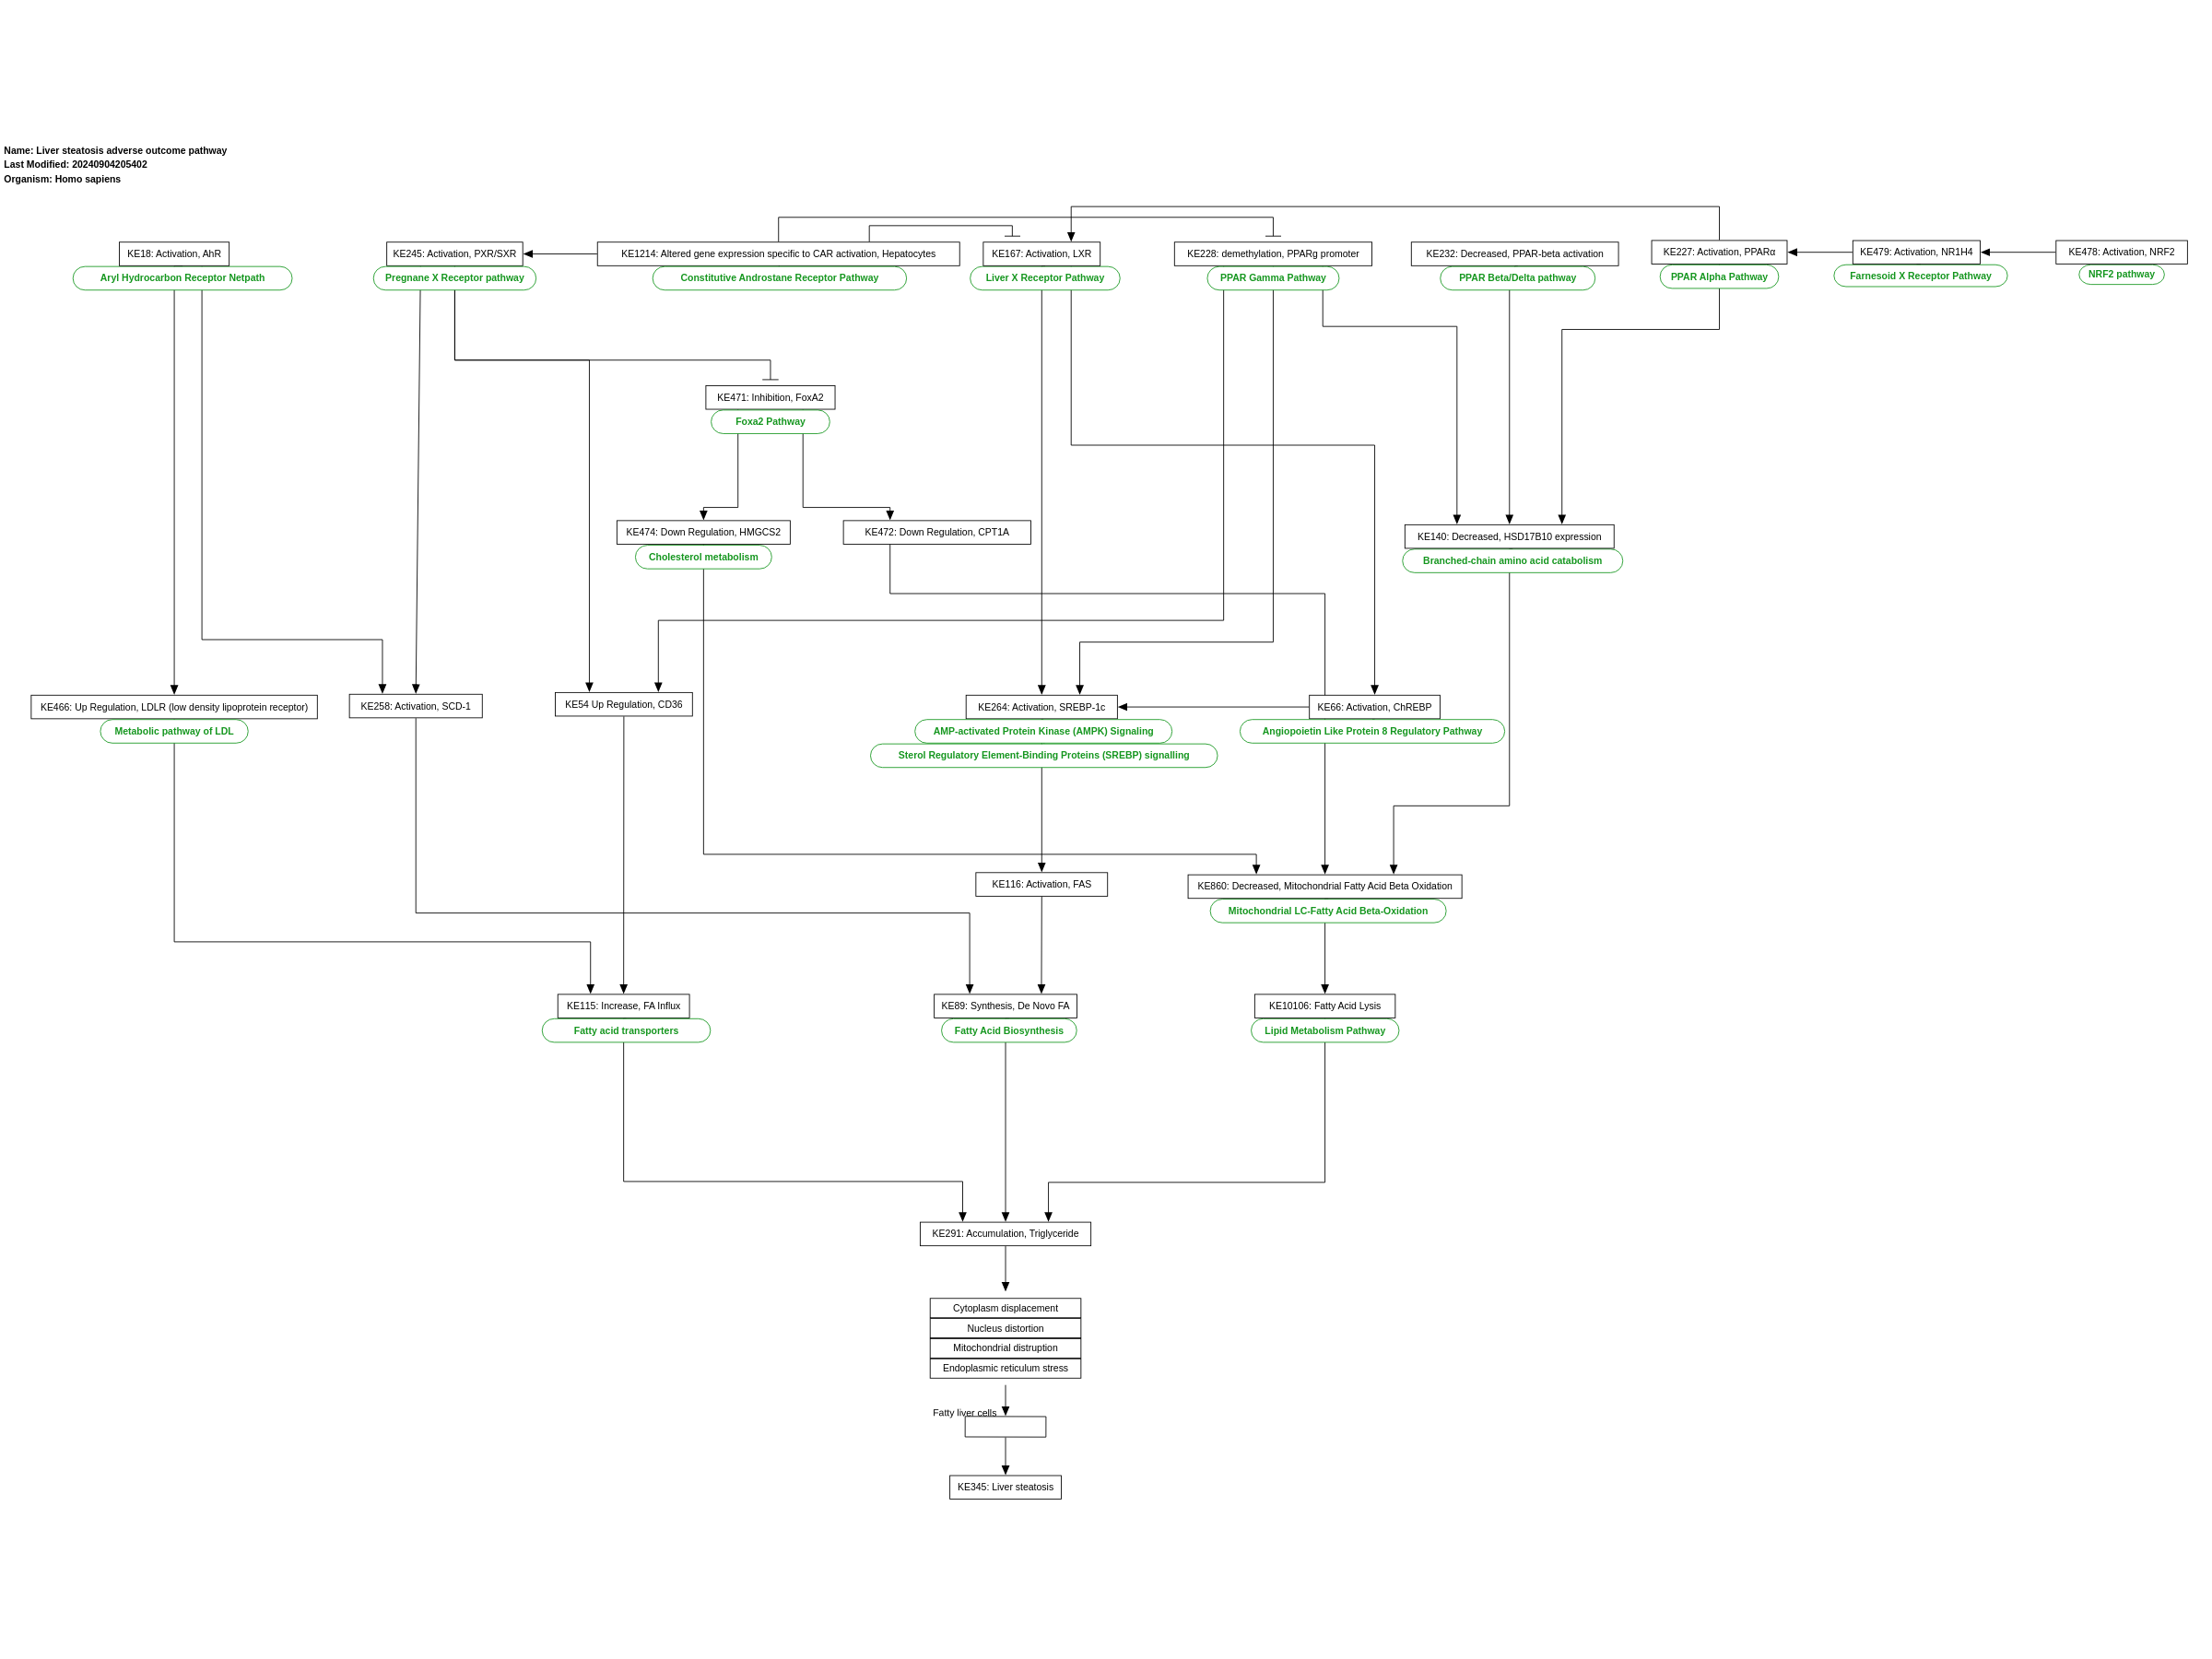 Name: Liver steatosis adverse outcome pathway
Last Modified: 20240904205402
Organism: Homo sapiens
KE18: Activation, AhR
Aryl Hydrocarbon Receptor Netpath
KE245: Activation, PXR/SXR
Pregnane X Receptor pathway
KE1214: Altered gene expression specific to CAR activation, Hepatocytes
Constitutive Androstane Receptor Pathway
KE167: Activation, LXR
Liver X Receptor Pathway
KE228: demethylation, PPARg promoter
PPAR Gamma Pathway
KE232: Decreased, PPAR-beta activation
PPAR Beta/Delta pathway
KE227: Activation, PPARα
PPAR Alpha Pathway
KE479: Activation, NR1H4
Farnesoid X Receptor Pathway
KE478: Activation, NRF2
NRF2 pathway
KE471: Inhibition, FoxA2
Foxa2 Pathway
KE474: Down Regulation, HMGCS2
Cholesterol metabolism
KE472: Down Regulation, CPT1A
KE140: Decreased, HSD17B10 expression
Branched-chain amino acid catabolism
KE466: Up Regulation, LDLR (low density lipoprotein receptor)
Metabolic pathway of LDL
KE258: Activation, SCD-1
KE54 Up Regulation, CD36
KE264: Activation, SREBP-1c
AMP-activated Protein Kinase (AMPK) Signaling
Sterol Regulatory Element-Binding Proteins (SREBP) signalling
KE66: Activation, ChREBP
Angiopoietin Like Protein 8 Regulatory Pathway
KE116: Activation, FAS
KE860: Decreased, Mitochondrial Fatty Acid Beta Oxidation
Mitochondrial LC-Fatty Acid Beta-Oxidation
KE115: Increase, FA Influx
Fatty acid transporters
KE89: Synthesis, De Novo FA
Fatty Acid Biosynthesis
KE10106: Fatty Acid Lysis
Lipid Metabolism Pathway
KE291: Accumulation, Triglyceride
Cytoplasm displacement
Nucleus distortion
Mitochondrial distruption
Endoplasmic reticulum stress
Fatty liver cells
KE345: Liver steatosis